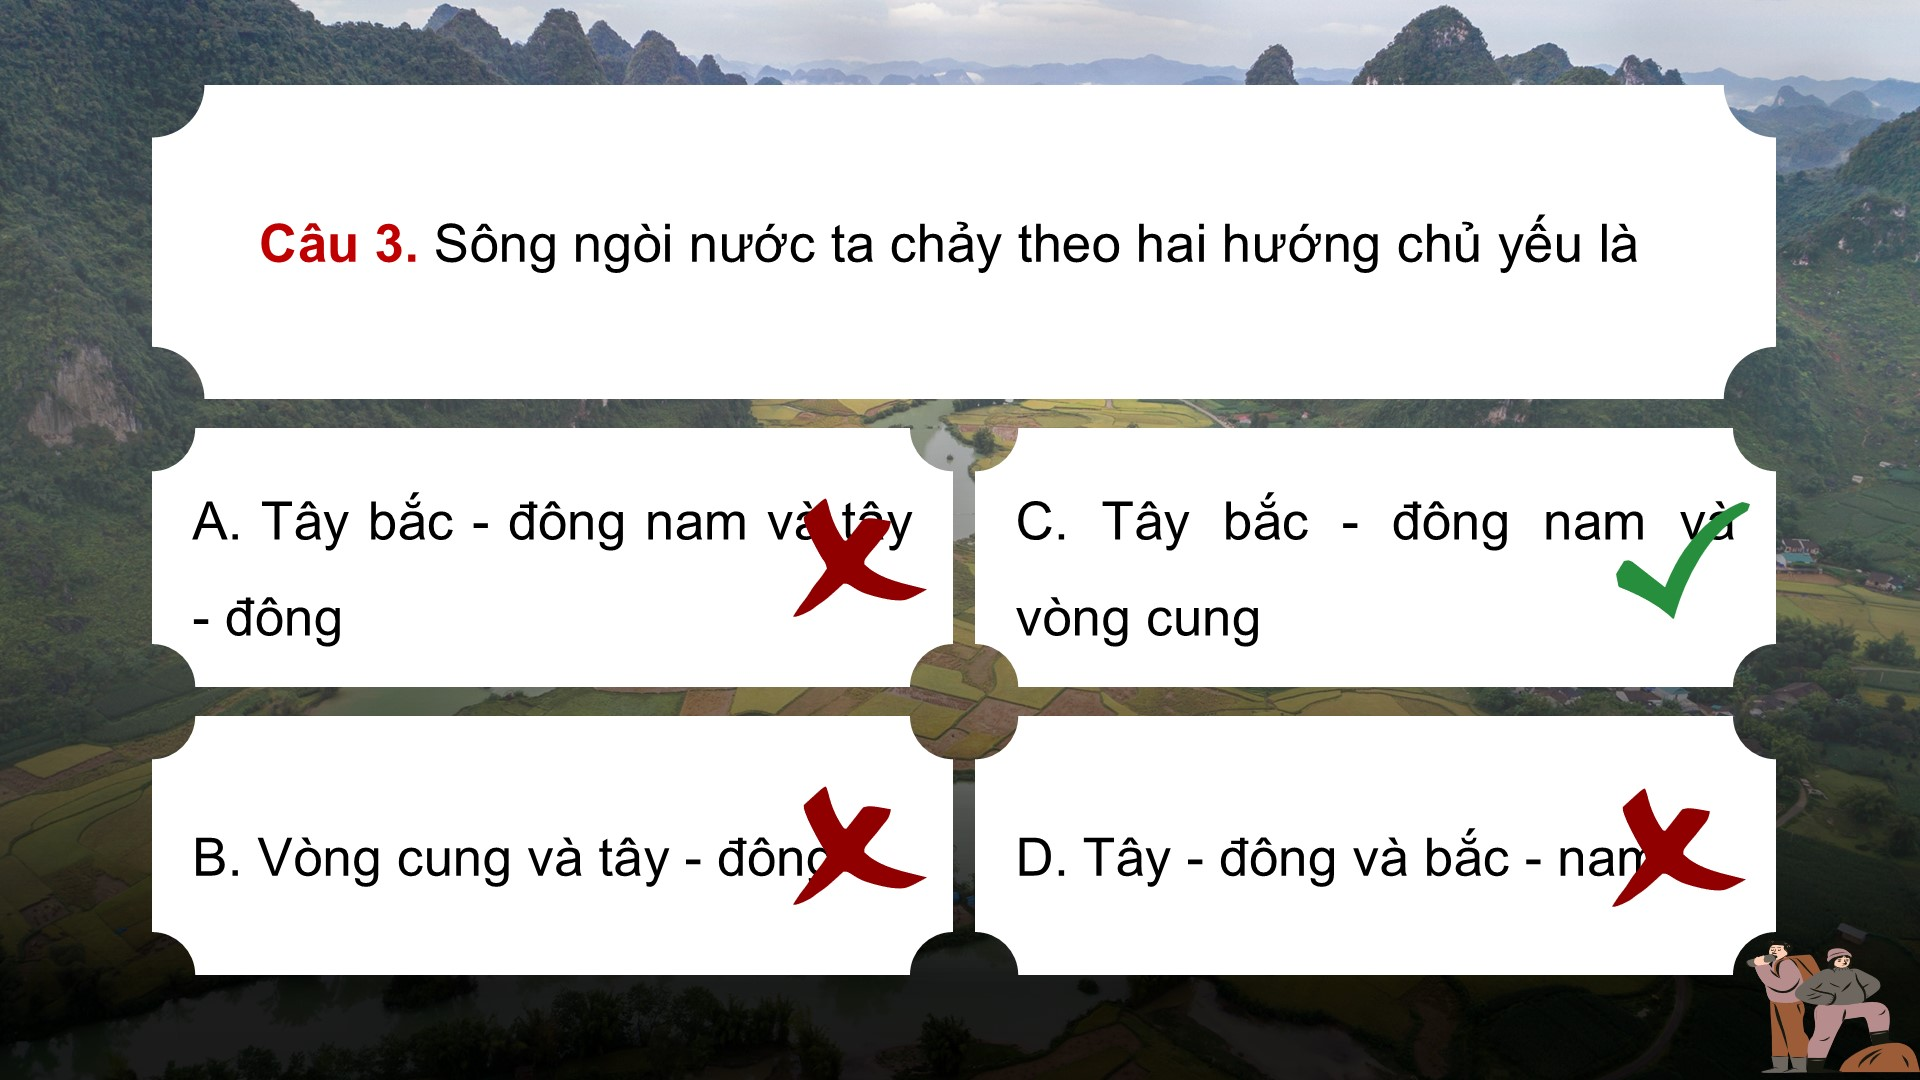 Câu 3. Sông ngòi nước ta chảy theo hai hướng chủ yếu là
A. Tây bắc - đông nam và tây
- đông
C. Tây bắc - đông nam và
vòng cung
B. Vòng cung và tây - đông
D. Tây - đông và bắc - nam